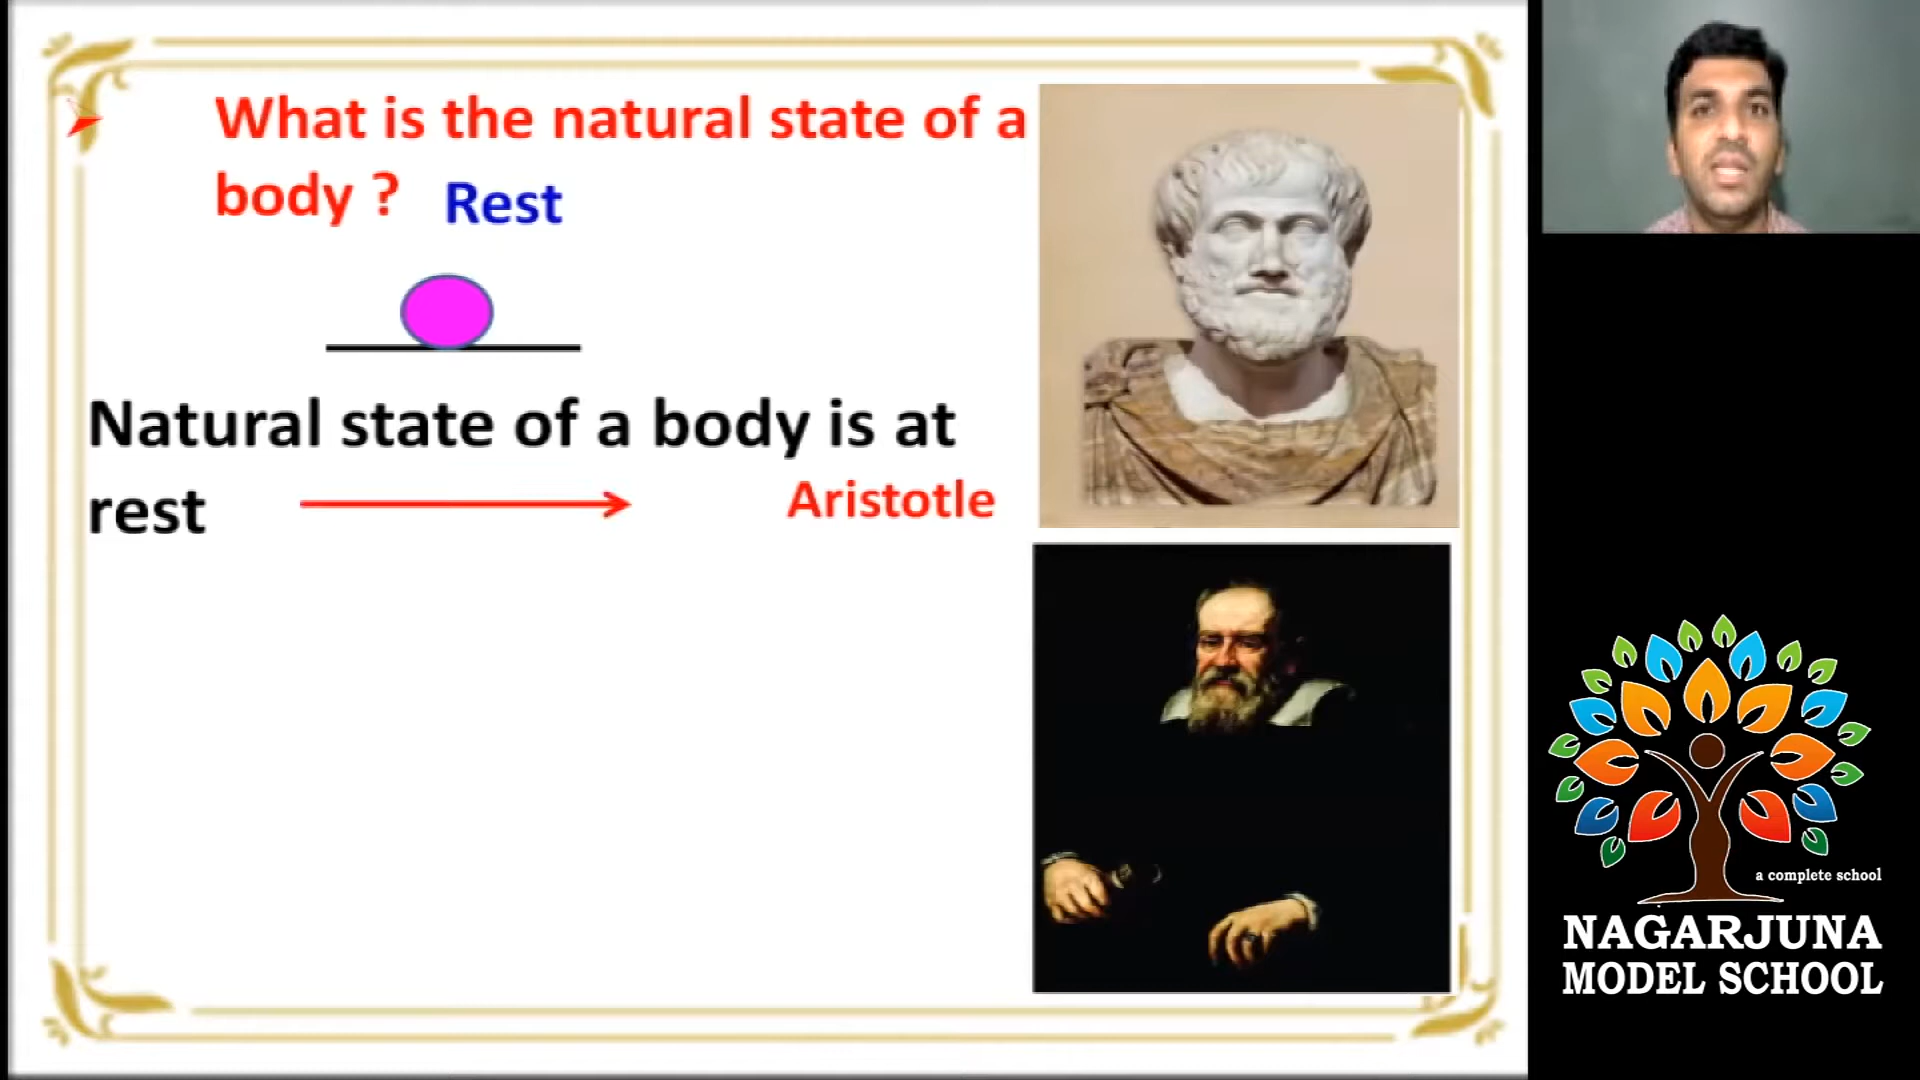 What is the natural state of a
body ? Rest
Natural state of a body is at
rest
Aristotle
a complete school
NAGARJUNA
MODEL SCHOOL